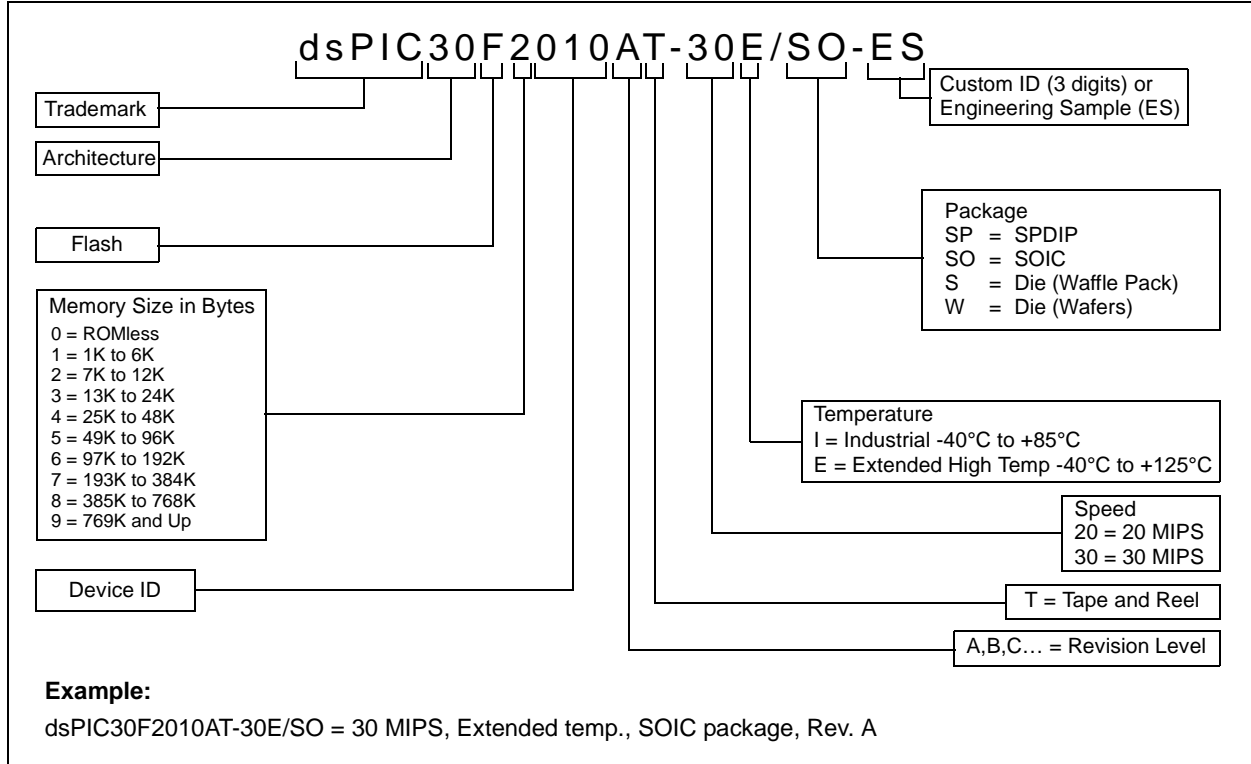 dsPIC30F2010AT-30E/SO-ES
Custom ID (3 digits) or
Engineering Sample (ES)
Trademark
Architecture
Flash
Package
SP = SPDIP
SO = SOIC
S = Die (Waffle Pack)
W = Die (Wafers)
Memory Size in Bytes
0 = ROMless
1 = 1K to 6K
2 = 7K to 12K
3 = 13K to 24K
4 = 25K to 48K
5 = 49K to 96K
6 = 97K to 192K
7 = 193K to 384K
8 = 385K to 768K
9 = 769K and Up
Temperature
I = Industrial -40°C to +85°C
E = Extended High Temp -40°C to +125°C
Speed
20 = 20 MIPS
30 = 30 MIPS
Device ID
T = Tape and Reel
A,B,C… = Revision Level
Example:
dsPIC30F2010AT-30E/SO = 30 MIPS, Extended temp., SOIC package, Rev. A